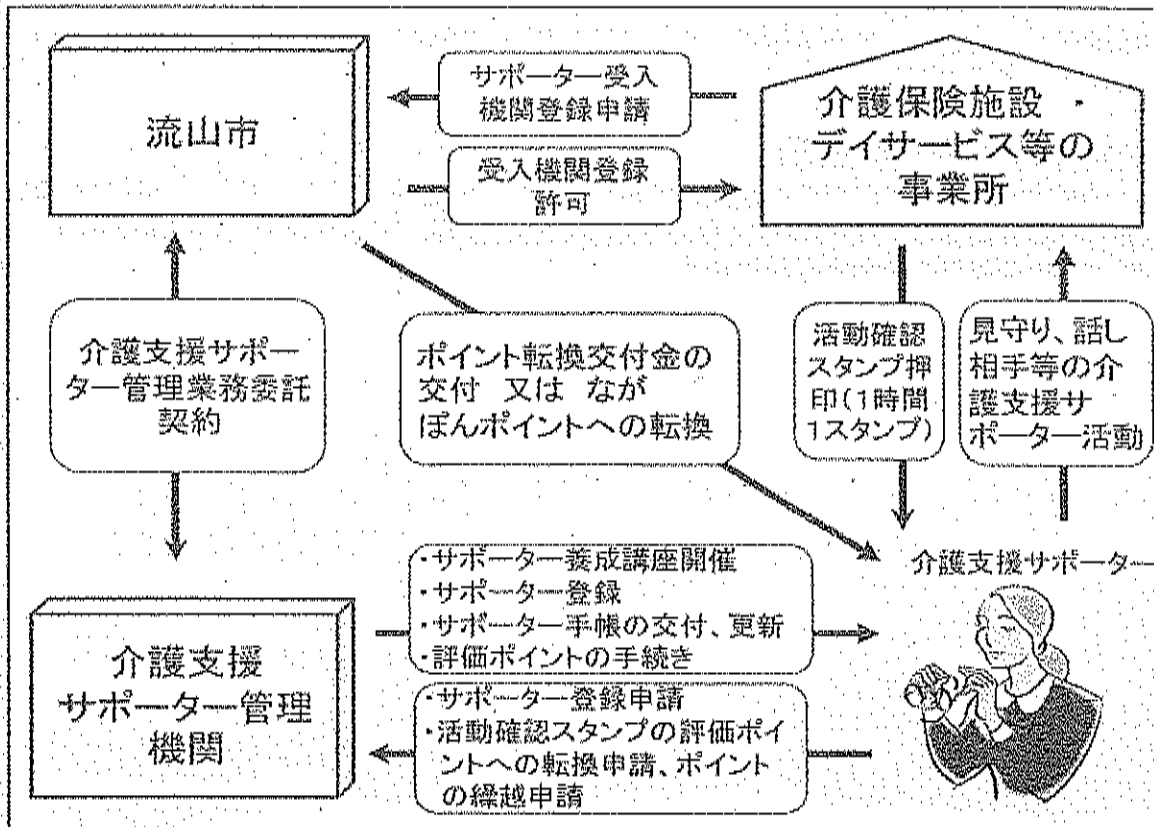 流山市
サポーター受入
機関登録申請
受入機関登録
許可
介護保険施設・
デイサービス等の
事業所
介護支援サポー
ター管理業務委託
契約
ポイント転換交付金の
交付 又は なが
ぽんポイントへの転換
活動確認
スタンプ押
印(1時間
1スタンプ)
見守り、話し
相手等の介
護支援サ
ポーター活動
介護支援サポーター
介護支援
サポーター管理
機関
・サポーター養成講座開催
・サポーター登録
・サポーター手帳の交付、更新
・評価ポイントの手続き
・サポーター登録申請
・活動確認スタンプの評価ポイ
ントへの転換申請、ポイント
の繰越申請